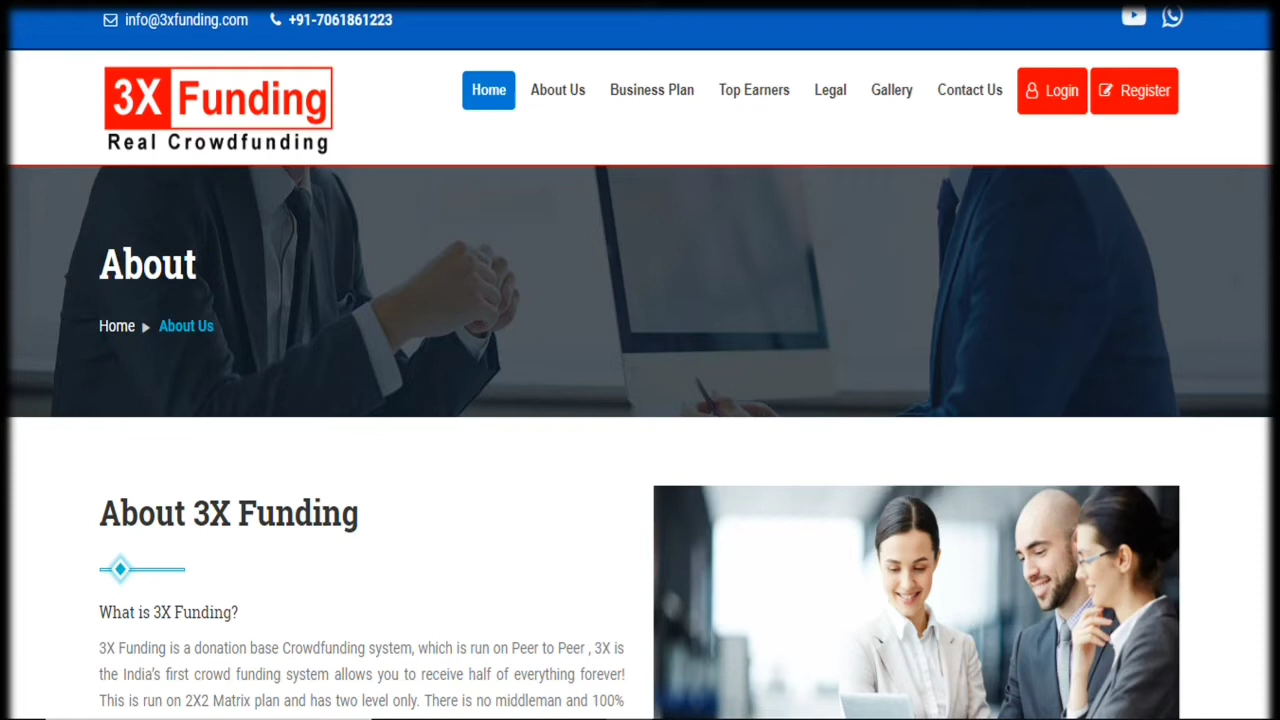 info@3xfunding.com +91-7061861223
3X Funding
Real Crowdfunding
Home About Us Business Plan Top Earners Legal Gallery Contact Us Login Register
About
Home About Us
About 3X Funding
What is 3X Funding?
3X Funding is a donation base Crowdfunding system, which is run on Peer to Peer , 3X is
the India's first crowd funding system allows you to receive half of everything forever!
This is run on 2X2 Matrix plan and has two level only. There is no middleman and 100%